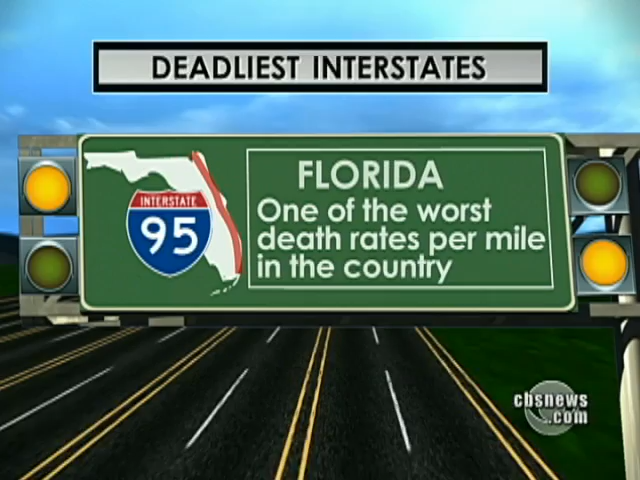 DEADLIEST INTERSTATES
INTERSTATE
95
FLORIDA
One of the worst
death rates per mile
in the country
cbsnews
.com